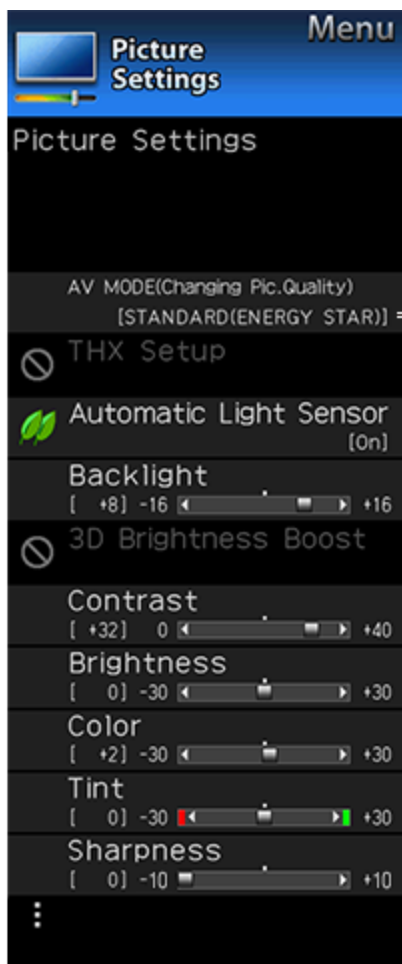 Menu
Picture
Settings
Picture Settings
AV MODE(Changing Pic.Quality)
[STANDARD(ENERGY STAR)]
THX Setup
Automatic Light Sensor
[On]
Backlight
[ +8] -16 +16
3D Brightness Boost
Contrast
[ +32] 0 +40
Brightness
[ 0] -30 +30
Color
[ +2] -30 +30
Tint
[ 0] -30 +30
Sharpness
[ 0] -10 +10